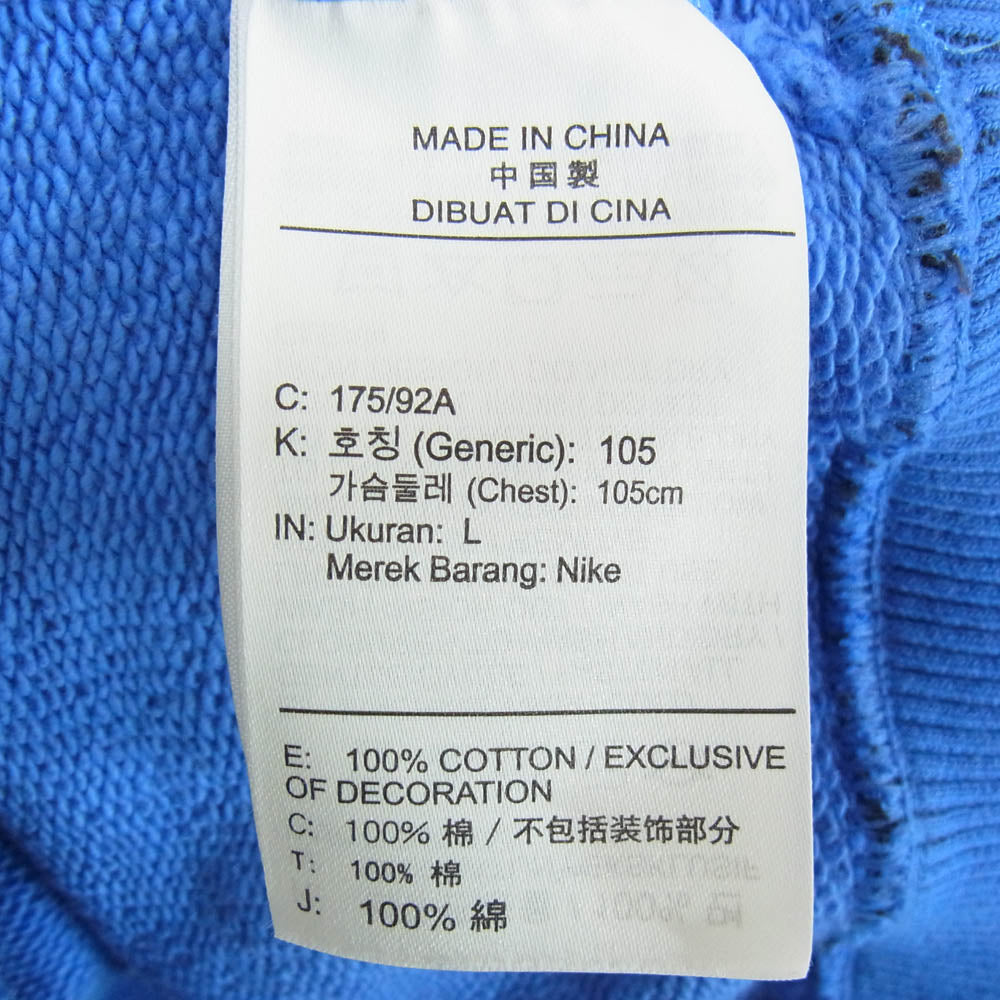 MADE IN CHINA
中国製
DIBUAT DI CINA
C: 175/92A
K: 호칭 (Generic): 105
가슴둘레 (Chest): 105cm
IN: Ukuran: L
Merek Barang: Nike
E: 100% COTTON / EXCLUSIVE
OF DECORATION
C: 100% 棉 / 不包括装饰部分
T: 100% 棉
J: 100% 綿